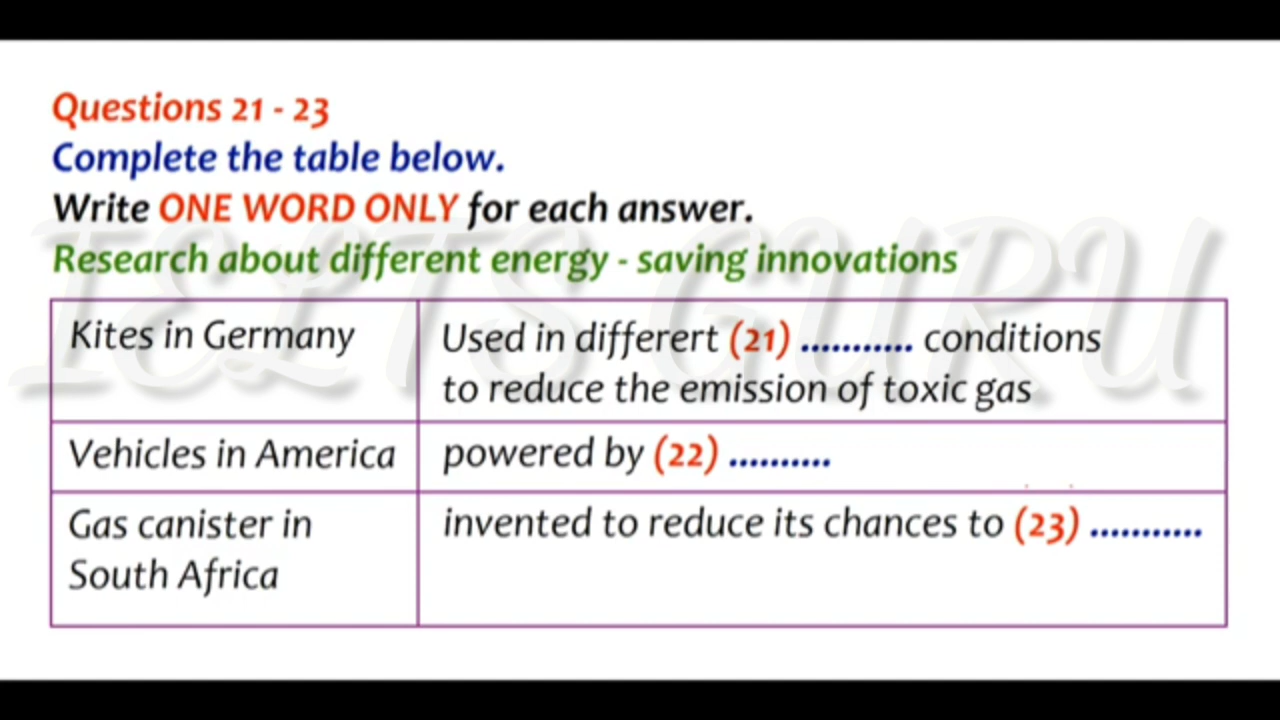 Questions 21 - 23
Complete the table below.
Write ONE WORD ONLY for each answer.
Research about different energy - saving innovations
IELTS GURU
Kites in Germany
Used in differert (21) ........... conditions
to reduce the emission of toxic gas
Vehicles in America
powered by (22) ..........
Gas canister in
South Africa
invented to reduce its chances to (23) ...........